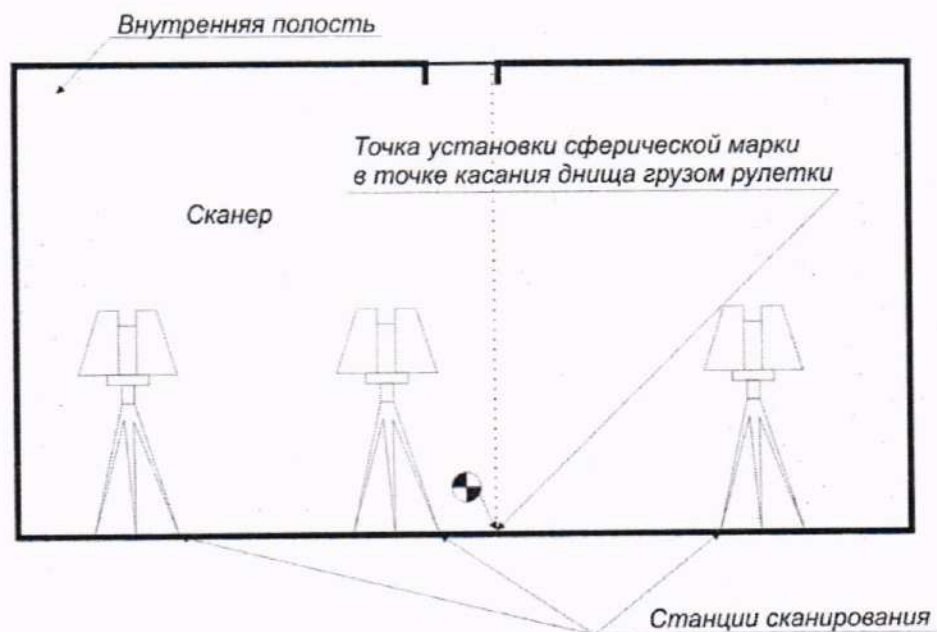 Внутренняя полость
Точка установки сферической марки
в точке касания днища грузом рулетки
Сканер
Станции сканирования